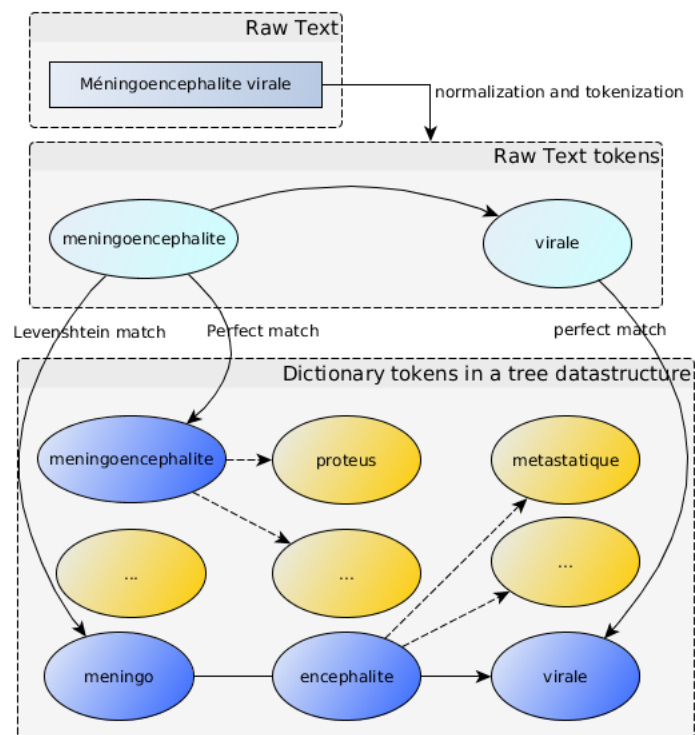 Raw Text
Méningoencephalite virale
normalization and tokenization
Raw Text tokens
meningoencephalite
virale
Levenshtein match
Perfect match
perfect match
Dictionary tokens in a tree datastructure
meningoencephalite
proteus
metastatique
...
...
...
meningo
encephalite
virale